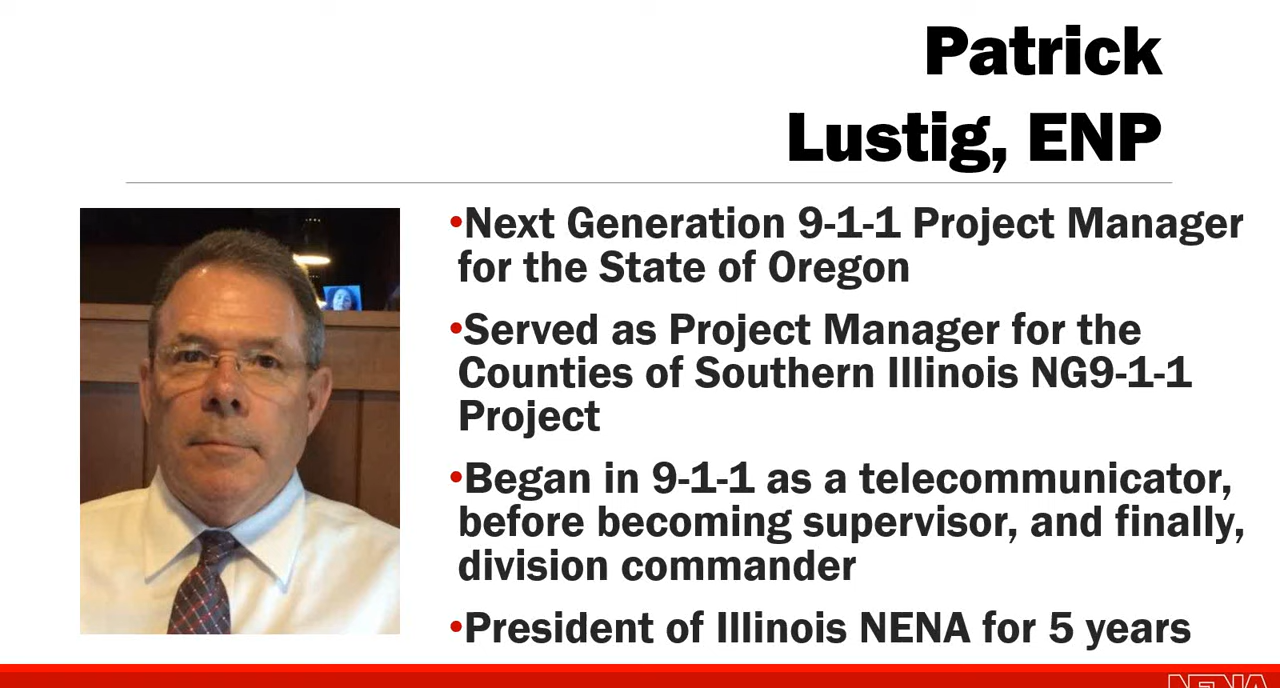 Patrick
Lustig, ENP
•Next Generation 9-1-1 Project Manager
for the State of Oregon
•Served as Project Manager for the
Counties of Southern Illinois NG9-1-1
Project
•Began in 9-1-1 as a telecommunicator,
before becoming supervisor, and finally,
division commander
•President of Illinois NENA for 5 years
NENA